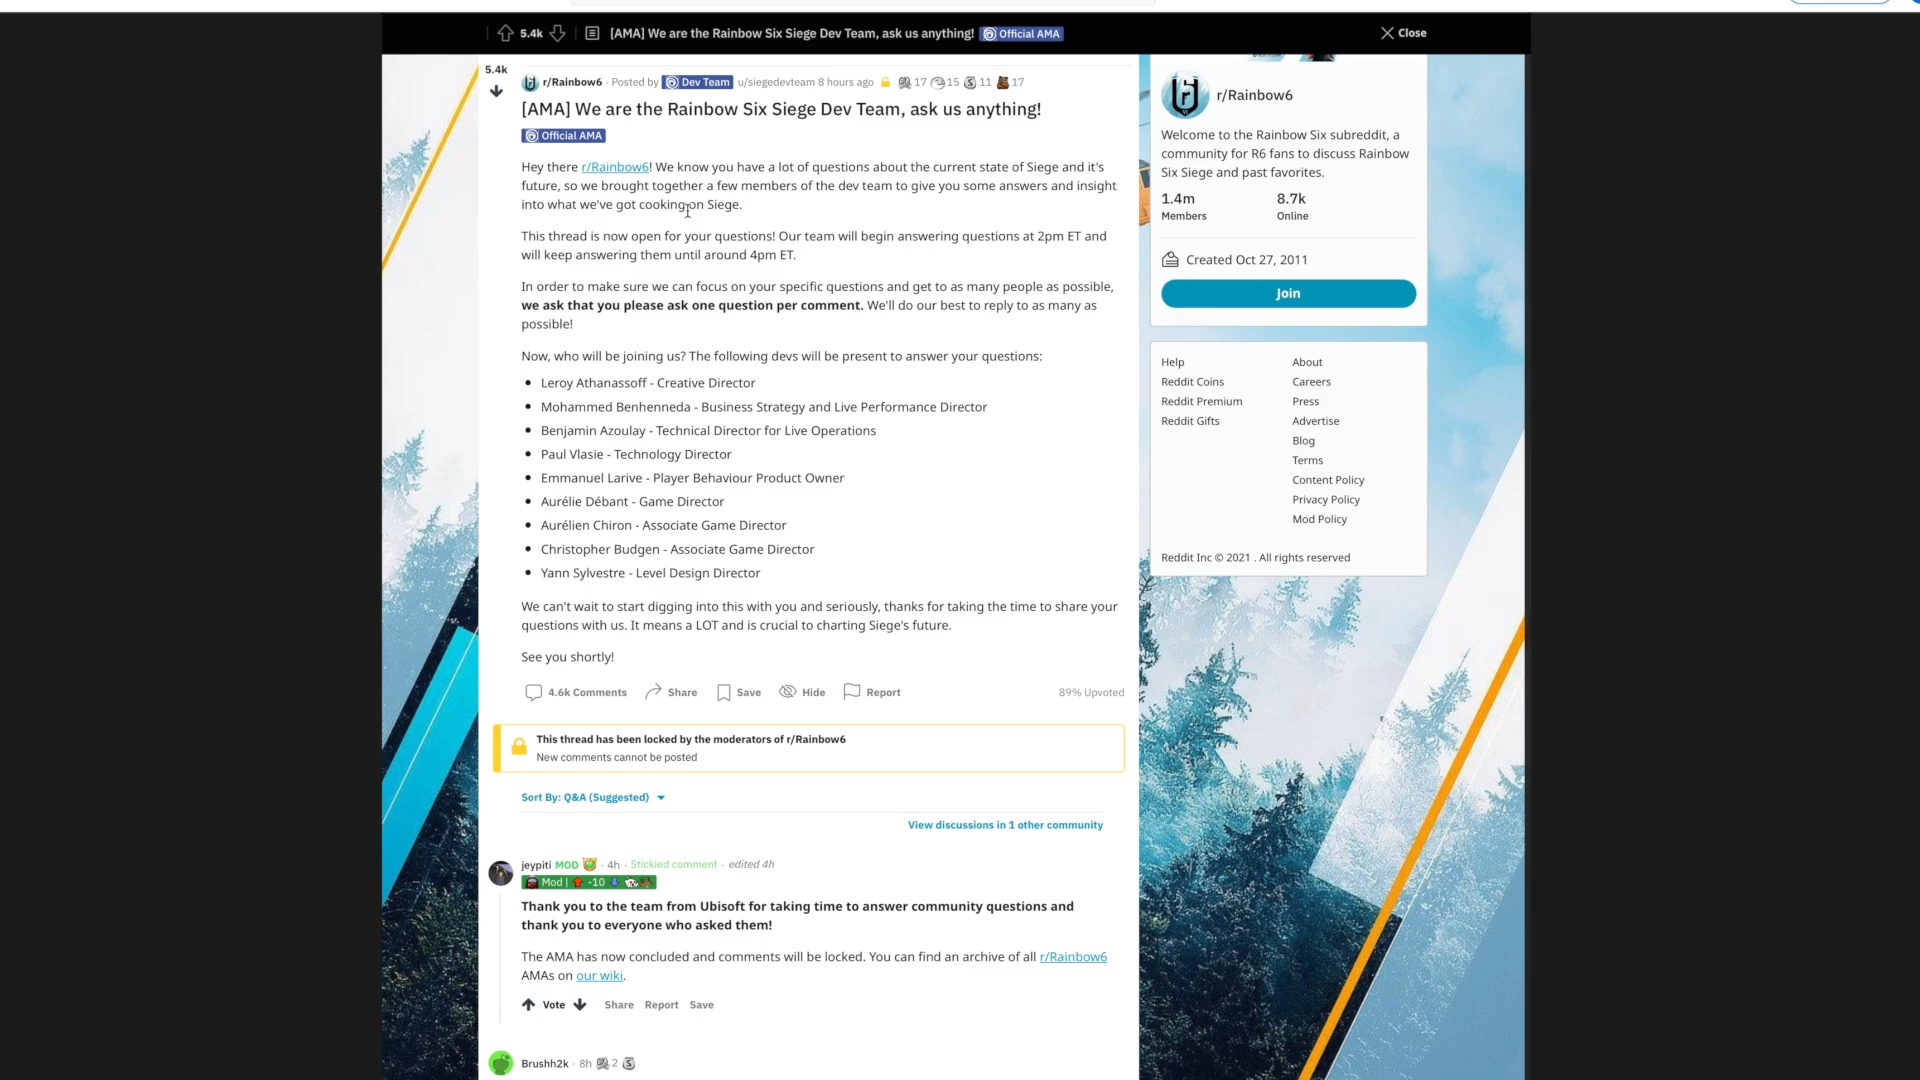 5.4k [AMA] We are the Rainbow Six Siege Dev Team, ask us anything! Official AMA
Close
5.4k
r/Rainbow6 · Posted by Dev Team u/siegedevteam 8 hours ago 17 15 11 17
[AMA] We are the Rainbow Six Siege Dev Team, ask us anything!
Official AMA
Hey there r/Rainbow6! We know you have a lot of questions about the current state of Siege and it's
future, so we brought together a few members of the dev team to give you some answers and insight
into what we've got cooking on Siege.
This thread is now open for your questions! Our team will begin answering questions at 2pm ET and
will keep answering them until around 4pm ET.
In order to make sure we can focus on your specific questions and get to as many people as possible,
we ask that you please ask one question per comment. We'll do our best to reply to as many as
possible!
Now, who will be joining us? The following devs will be present to answer your questions:
• Leroy Athanassoff - Creative Director
• Mohammed Benhenneda - Business Strategy and Live Performance Director
• Benjamin Azoulay - Technical Director for Live Operations
• Paul Vlasie - Technology Director
• Emmanuel Larive - Player Behaviour Product Owner
• Aurélie Débant - Game Director
• Aurélien Chiron - Associate Game Director
• Christopher Budgen - Associate Game Director
• Yann Sylvestre - Level Design Director
We can't wait to start digging into this with you and seriously, thanks for taking the time to share your
questions with us. It means a LOT and is crucial to charting Siege's future.
See you shortly!
4.6k Comments Share Save Hide Report 89% Upvoted
This thread has been locked by the moderators of r/Rainbow6
New comments cannot be posted
Sort By: Q&A (Suggested)
View discussions in 1 other community
jeypiti MOD · 4h · Stickied comment · edited 4h
Mod | -10
Thank you to the team from Ubisoft for taking time to answer community questions and
thank you to everyone who asked them!
The AMA has now concluded and comments will be locked. You can find an archive of all r/Rainbow6
AMAs on our wiki.
Vote Share Report Save
Brushh2k · 8h 2
r/Rainbow6
Welcome to the Rainbow Six subreddit, a
community for R6 fans to discuss Rainbow
Six Siege and past favorites.
1.4m 8.7k
Members Online
Created Oct 27, 2011
Join
Help About
Reddit Coins Careers
Reddit Premium Press
Reddit Gifts Advertise
Blog
Terms
Content Policy
Privacy Policy
Mod Policy
Reddit Inc © 2021 . All rights reserved